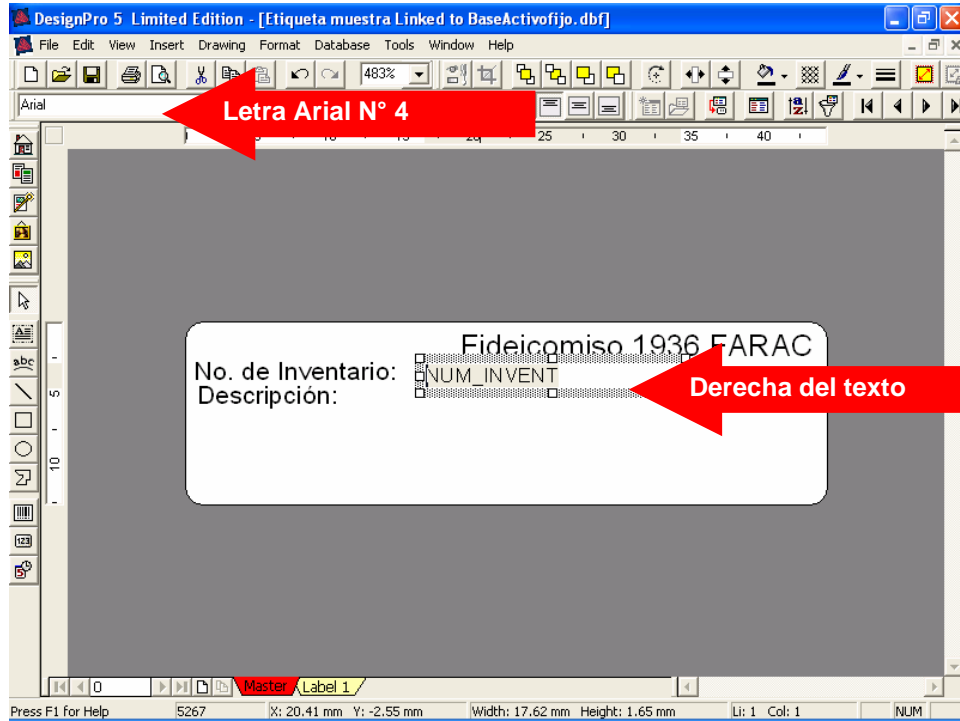 DesignPro 5 Limited Edition - [Etiqueta muestra Linked to BaseActivofijo.dbf]
File Edit View Insert Drawing Format Database Tools Window Help
483%
Arial
Letra Arial N° 4
25 30 35 40
Fideicomiso 1936 FARAC
No. de Inventario:
NUM_INVENT
Descripción:
Derecha del texto
abc
5
10
123
0
Master
Label 1
Press F1 for Help
5267
X: 20.41 mm Y: -2.55 mm
Width: 17.62 mm Height: 1.65 mm
Li: 1 Col: 1
NUM